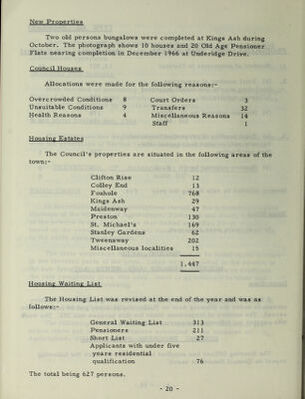 New Properties
Two old persons bungalows were completed at Kings Ash during
October. The photograph shows 10 houses and 20 Old Age Pensioner
Flats nearing completion in December 1966 at Underidge Drive.
Council Houses
Allocations were made for the following reasons:-
Overcrowded Conditions 8 Court Orders 3
Unsuitable Conditions 9 Transfers 32
Health Reasons 4 Miscellaneous Reasons 14
Staff 1
Housing Estates
The Council's properties are situated in the following areas of the
town:-
Clifton Rise 12
Colley End 13
Foxhole 768
Kings Ash 29
Maidenway 47
Preston 130
St. Michael's 169
Stanley Gardens 62
Tweenaway 202
Miscellaneous localities 15
1,447
Housing Waiting List
The Housing List was revised at the end of the year and was as
follows:-
General Waiting List 313
Pensioners 211
Short List 27
Applicants with under five
years residential
qualification 76
The total being 627 persons.
- 20 -